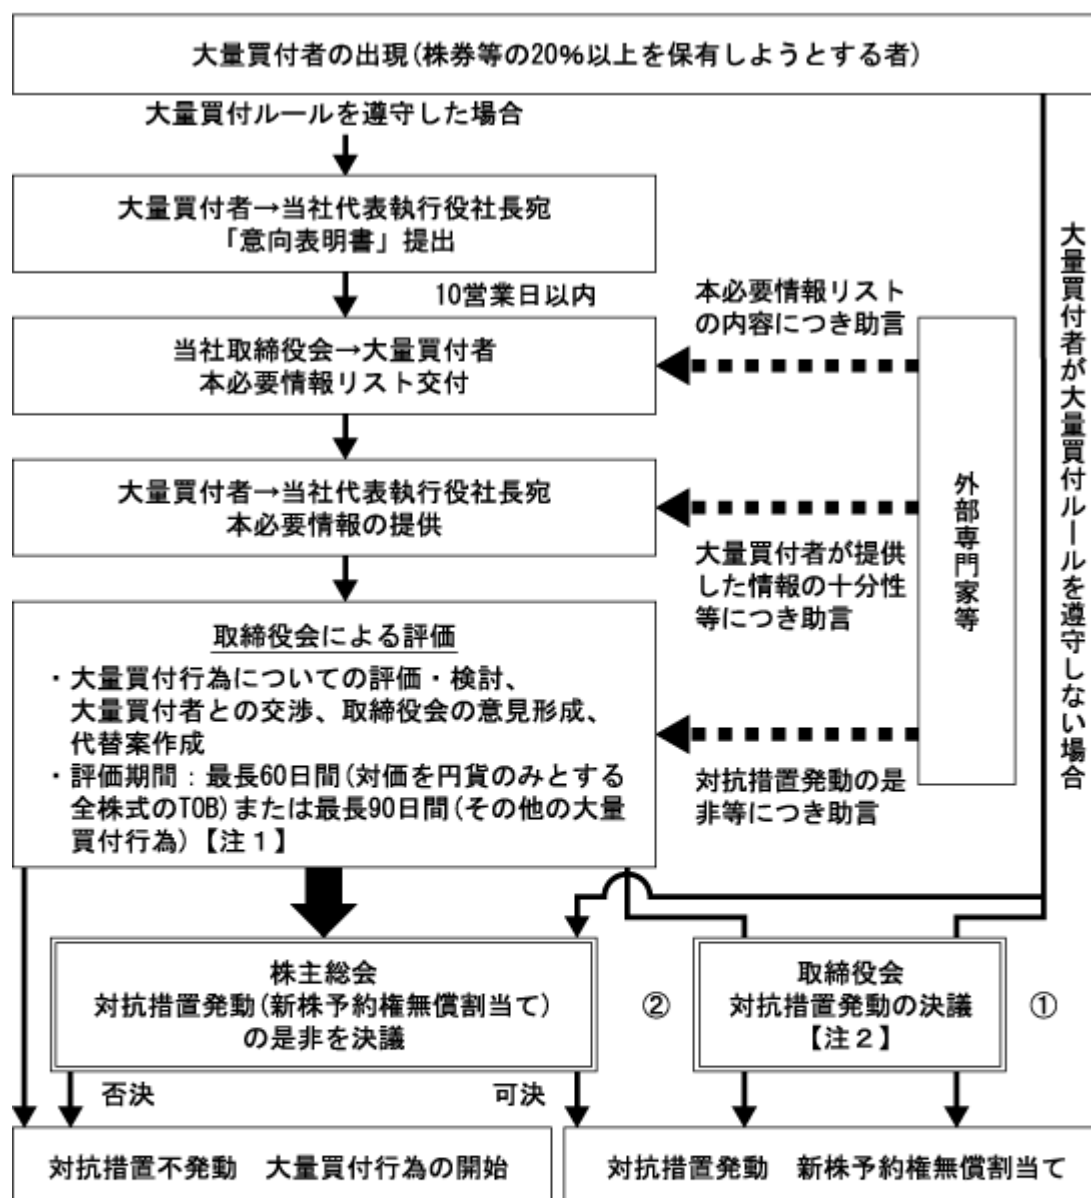 大量買付者の出現(株券等の20%以上を保有しようとする者)
大量買付ルールを遵守した場合
大量買付者→当社代表執行役社長宛
「意向表明書」提出
10営業日以内
当社取締役会→大量買付者
本必要情報リスト交付
本必要情報リスト
の内容につき助言
大量買付者→当社代表執行役社長宛
本必要情報の提供
大量買付者が提供
した情報の十分性
等につき助言
外部専門家等
大量買付者が大量買付ルールを遵守しない場合
取締役会による評価
・大量買付行為についての評価・検討、
大量買付者との交渉、取締役会の意見形成、
代替案作成
・評価期間：最長60日間(対価を円貨のみとする
全株式のTOB)または最長90日間(その他の大量
買付行為)【注１】
対抗措置発動の是
非等につき助言
株主総会
対抗措置発動(新株予約権無償割当て)
の是非を決議
②
取締役会
対抗措置発動の決議
【注２】
①
否決
可決
対抗措置不発動　大量買付行為の開始
対抗措置発動　新株予約権無償割当て